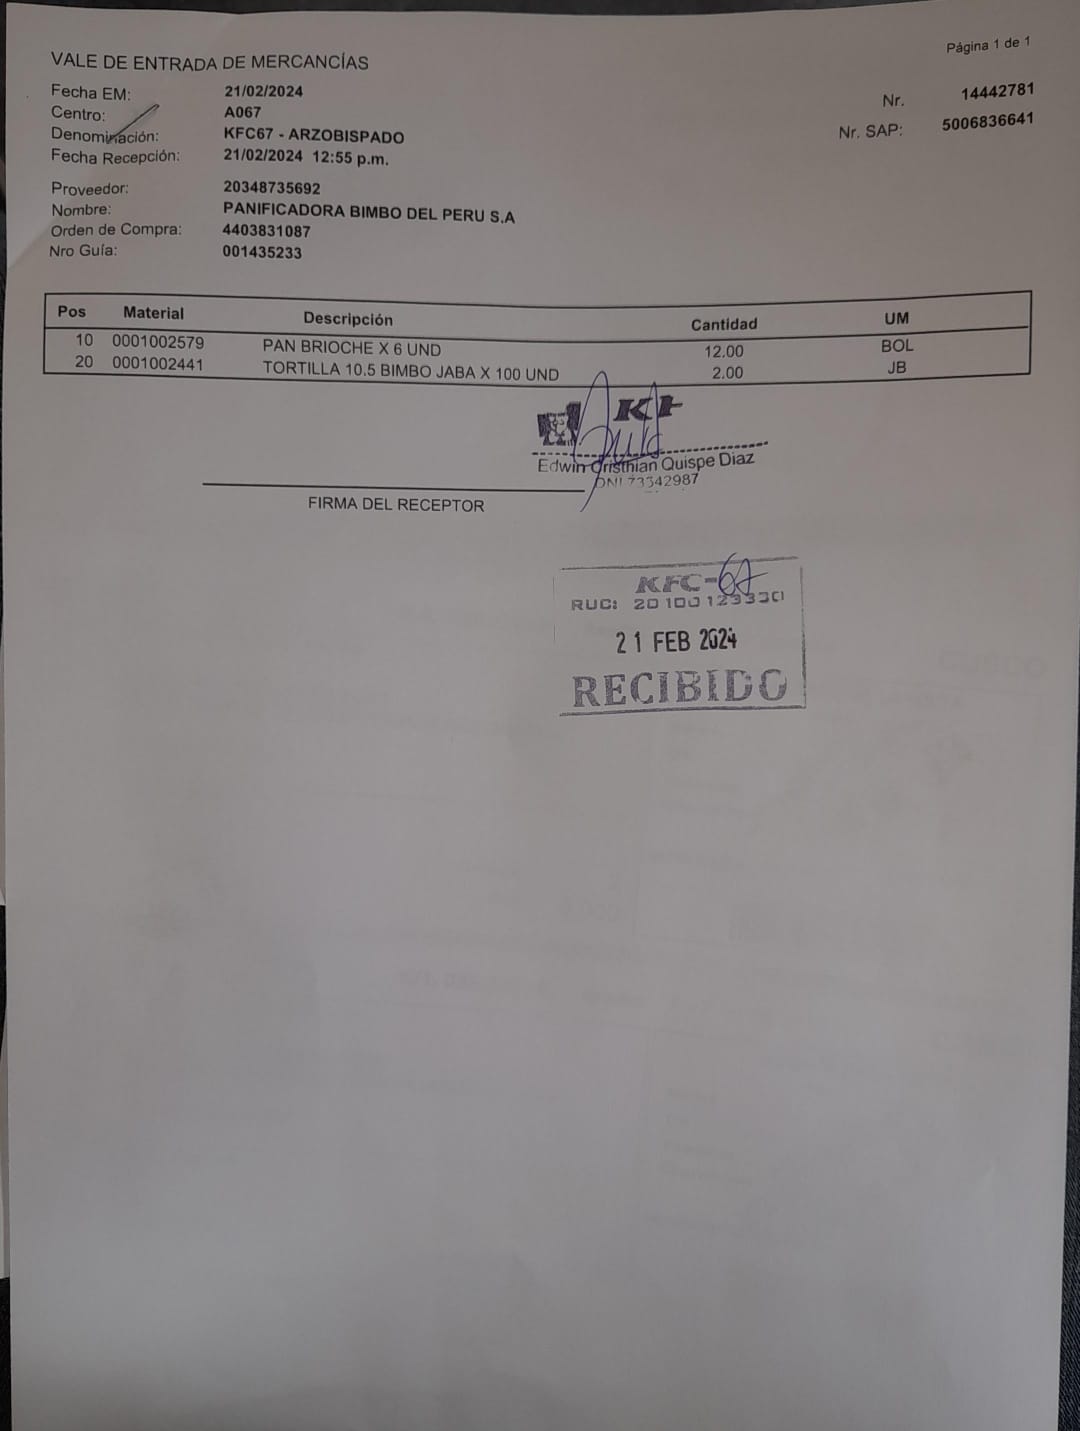 Página 1 de 1
VALE DE ENTRADA DE MERCANCÍAS
Fecha EM: 21/02/2024
Nr. 14442781
Centro: A067
Nr. SAP: 5006836641
Denominación: KFC67 - ARZOBISPADO
Fecha Recepción: 21/02/2024 12:55 p.m.
Proveedor: 20348735692
Nombre: PANIFICADORA BIMBO DEL PERU S.A
Orden de Compra: 4403831087
Nro Guía: 001435233
Pos Material Descripción Cantidad UM
10 0001002579 PAN BRIOCHE X 6 UND 12.00 BOL
20 0001002441 TORTILLA 10.5 BIMBO JABA X 100 UND 2.00 JB
Edwin Cristhian Quispe Diaz
DNI 73342987
FIRMA DEL RECEPTOR
KFC-67
RUC: 20100123330
21 FEB 2024
RECIBIDO